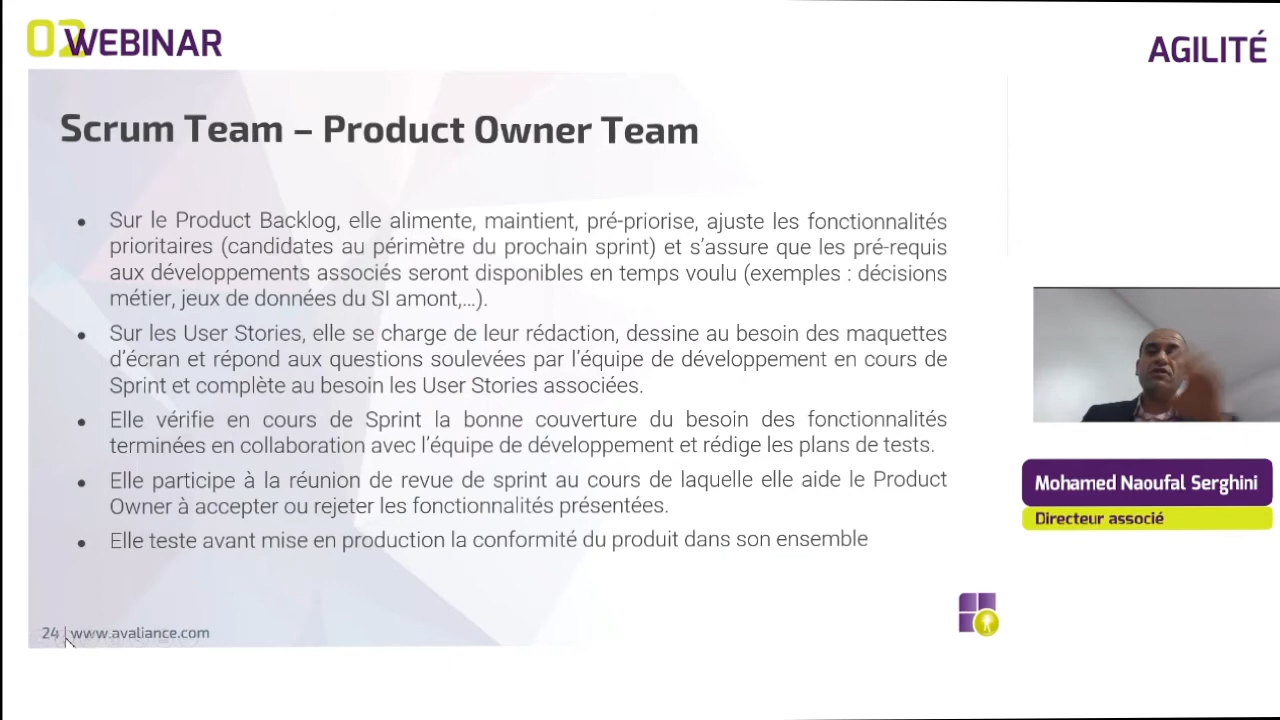 02 WEBINAR
AGILITÉ
Scrum Team – Product Owner Team
• Sur le Product Backlog, elle alimente, maintient, pré-priorise, ajuste les fonctionnalités
prioritaires (candidates au périmètre du prochain sprint) et s’assure que les pré-requis
aux développements associés seront disponibles en temps voulu (exemples : décisions
métier, jeux de données du SI amont,...).
• Sur les User Stories, elle se charge de leur rédaction, dessine au besoin des maquettes
d’écran et répond aux questions soulevées par l’équipe de développement en cours de
Sprint et complète au besoin les User Stories associées.
• Elle vérifie en cours de Sprint la bonne couverture du besoin des fonctionnalités
terminées en collaboration avec l’équipe de développement et rédige les plans de tests.
• Elle participe à la réunion de revue de sprint au cours de laquelle elle aide le Product
Owner à accepter ou rejeter les fonctionnalités présentées.
• Elle teste avant mise en production la conformité du produit dans son ensemble
Mohamed Naoufal Serghini
Directeur associé
24 | www.avaliance.com